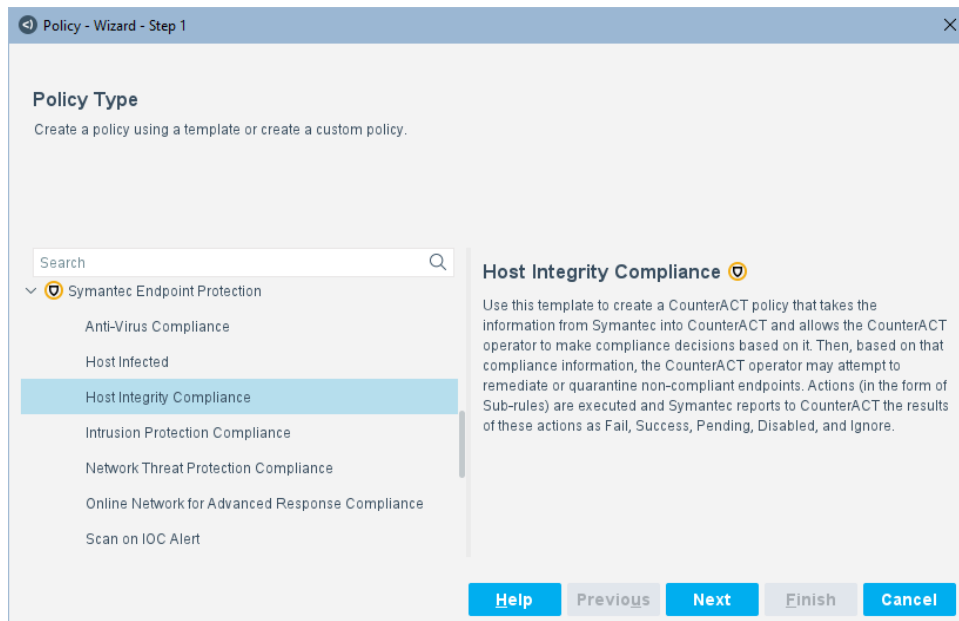 Policy - Wizard - Step 1
Policy Type
Create a policy using a template or create a custom policy.
Search
Symantec Endpoint Protection
Anti-Virus Compliance
Host Infected
Host Integrity Compliance
Intrusion Protection Compliance
Network Threat Protection Compliance
Online Network for Advanced Response Compliance
Scan on IOC Alert
Host Integrity Compliance
Use this template to create a CounterACT policy that takes the
information from Symantec into CounterACT and allows the CounterACT
operator to make compliance decisions based on it. Then, based on that
compliance information, the CounterACT operator may attempt to
remediate or quarantine non-compliant endpoints. Actions (in the form of
Sub-rules) are executed and Symantec reports to CounterACT the results
of these actions as Fail, Success, Pending, Disabled, and Ignore.
Help Previous Next Finish Cancel